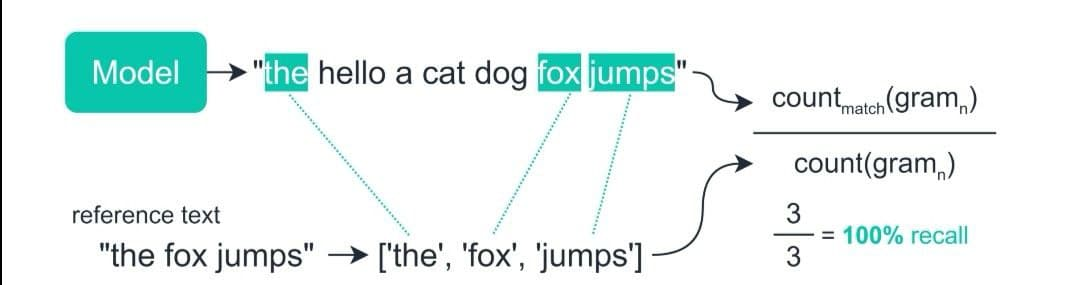 Model
"the hello a cat dog fox jumps"
count_match(gram_n)
count(gram_n)
reference text
"the fox jumps"
['the', 'fox', 'jumps']
3
3
= 100% recall